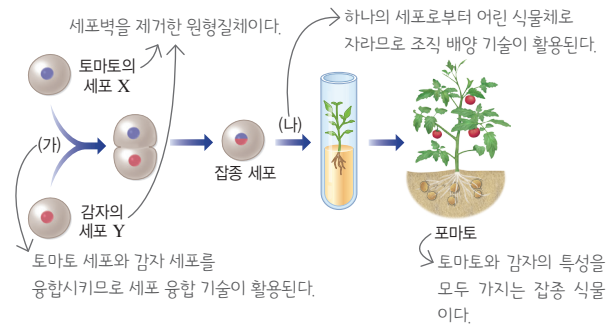 세포벽을 제거한 원형질체이다.
하나의 세포로부터 어린 식물체로
자라므로 조직 배양 기술이 활용된다.
토마토의
세포 X
(가)
(나)
잡종 세포
감자의
세포 Y
포마토
토마토 세포와 감자 세포를
융합시키므로 세포 융합 기술이 활용된다.
토마토와 감자의 특성을
모두 가지는 잡종 식물
이다.